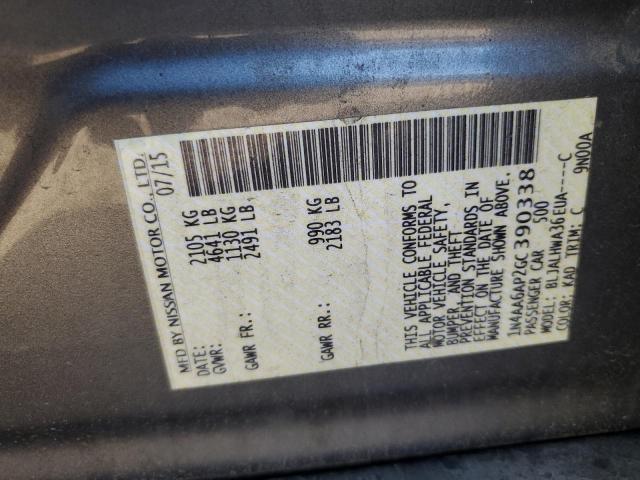 MFD BY NISSAN MOTOR CO., LTD.
DATE: 07/15
GVWR: 2105 KG
4641 LB
GAWR FR.: 1130 KG
2491 LB
GAWR RR.: 990 KG
2183 LB
THIS VEHICLE CONFORMS TO
ALL APPLICABLE FEDERAL
MOTOR VEHICLE SAFETY,
BUMPER, AND THEFT
PREVENTION STANDARDS IN
EFFECT ON THE DATE OF
MANUFACTURE SHOWN ABOVE.
1N4AA6AP2GC390338
PASSENGER CAR 500
MODEL: BLJALHWA36EUA----C
COLOR: KAD TRIM: C 9N00A